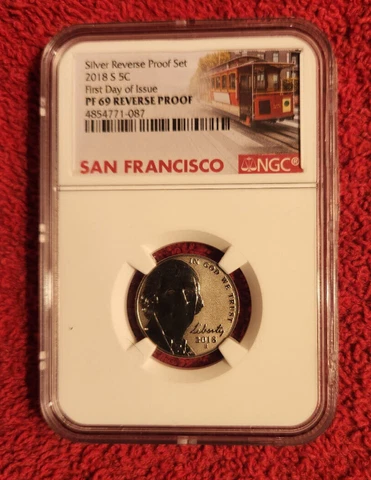 Silver Reverse Proof Set
2018 S 5C
First Day of Issue
PF 69 REVERSE PROOF
4854771-087
SAN FRANCISCO
NGC®
IN GOD WE TRUST
Liberty
2018
S